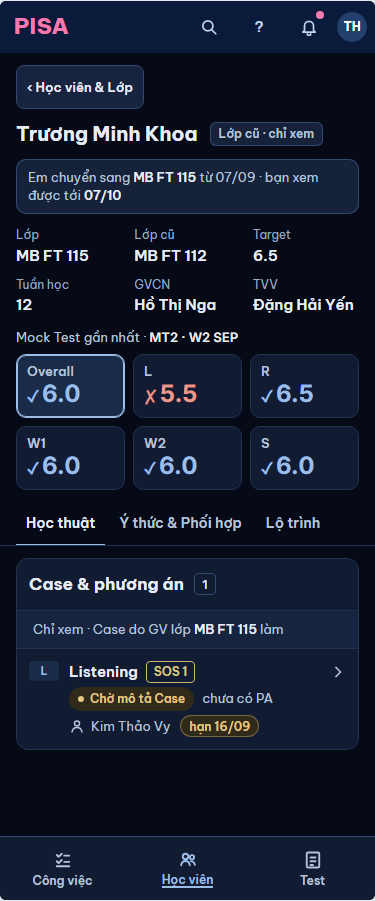 PISA
?
TH
‹ Học viên & Lớp
Trương Minh Khoa
Lớp cũ · chỉ xem
Em chuyển sang MB FT 115 từ 07/09 · bạn xem
được tới 07/10
Lớp Lớp cũ Target
MB FT 115 MB FT 112 6.5
Tuần học GVCN TVV
12 Hồ Thị Nga Đặng Hải Yến
Mock Test gần nhất · MT2 · W2 SEP
Overall L R
✓6.0 ✗5.5 ✓6.5
W1 W2 S
✓6.0 ✓6.0 ✓6.0
Học thuật Ý thức & Phối hợp Lộ trình
Case & phương án 1
Chỉ xem · Case do GV lớp MB FT 115 làm
L Listening SOS 1
Chờ mô tả Case chưa có PA
Kim Thảo Vy hạn 16/09
Công việc Học viên Test